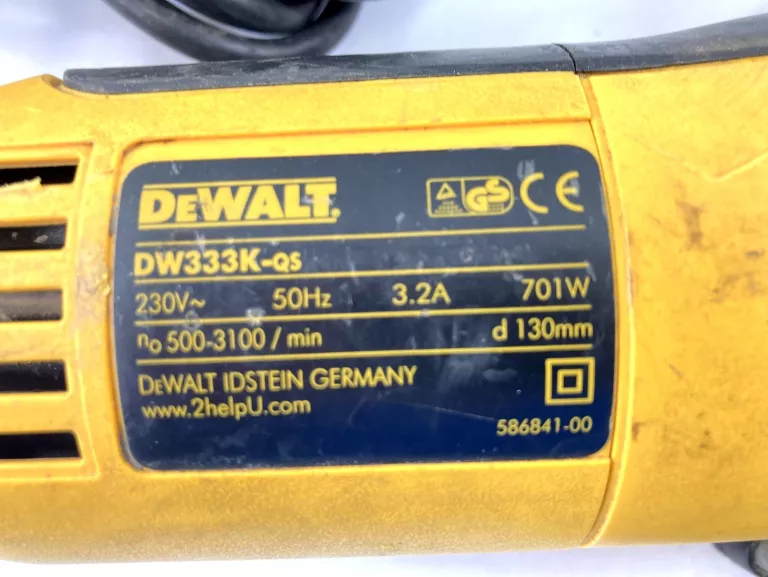 DEWALT.
GS CE
DW333K-QS
230V~ 50Hz 3.2A 701W
no 500-3100 / min d 130mm
DEWALT IDSTEIN GERMANY
www.2helpU.com
586841-00